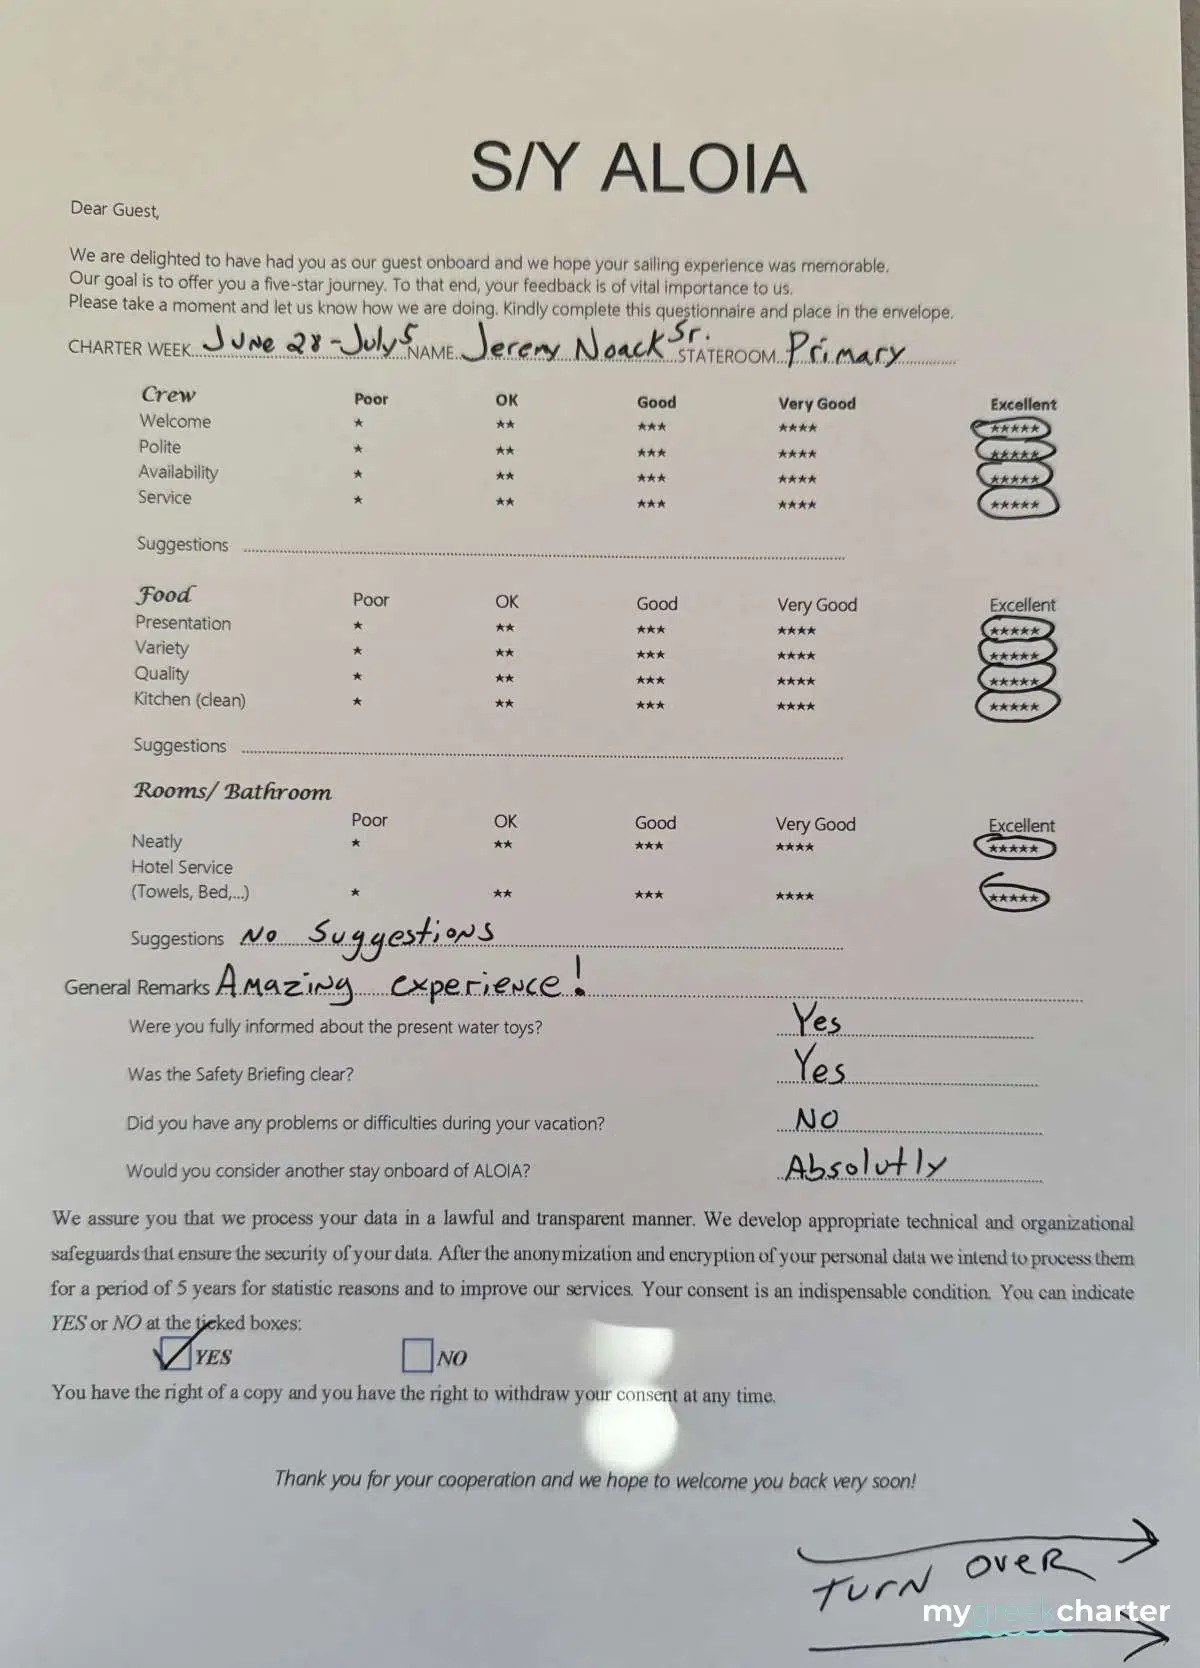 S/Y ALOIA
Dear Guest,
We are delighted to have had you as our guest onboard and we hope your sailing experience was memorable.
Our goal is to offer you a five-star journey. To that end, your feedback is of vital importance to us.
Please take a moment and let us know how we are doing. Kindly complete this questionnaire and place in the envelope.
CHARTER WEEK June 28-July 5 NAME Jeremy Noack Sr. STATEROOM Primary
Crew Poor OK Good Very Good Excellent
Welcome ★ ★★ ★★★ ★★★★ ★★★★★
Polite ★ ★★ ★★★ ★★★★ ★★★★★
Availability ★ ★★ ★★★ ★★★★ ★★★★★
Service ★ ★★ ★★★ ★★★★ ★★★★★
Suggestions
Food Poor OK Good Very Good Excellent
Presentation ★ ★★ ★★★ ★★★★ ★★★★★
Variety ★ ★★ ★★★ ★★★★ ★★★★★
Quality ★ ★★ ★★★ ★★★★ ★★★★★
Kitchen (clean) ★ ★★ ★★★ ★★★★ ★★★★★
Suggestions
Rooms/ Bathroom
Poor OK Good Very Good Excellent
Neatly ★ ★★ ★★★ ★★★★ ★★★★★
Hotel Service
(Towels, Bed,...) ★ ★★ ★★★ ★★★★ ★★★★★
Suggestions No Suggestions
General Remarks Amazing experience!
Were you fully informed about the present water toys? Yes
Was the Safety Briefing clear? Yes
Did you have any problems or difficulties during your vacation? NO
Would you consider another stay onboard of ALOIA? Absolutly
We assure you that we process your data in a lawful and transparent manner. We develop appropriate technical and organizational
safeguards that ensure the security of your data. After the anonymization and encryption of your personal data we intend to process them
for a period of 5 years for statistic reasons and to improve our services. Your consent is an indispensable condition. You can indicate
YES or NO at the ticked boxes:
YES NO
You have the right of a copy and you have the right to withdraw your consent at any time.
Thank you for your cooperation and we hope to welcome you back very soon!
TURN OVER
mygreekcharter